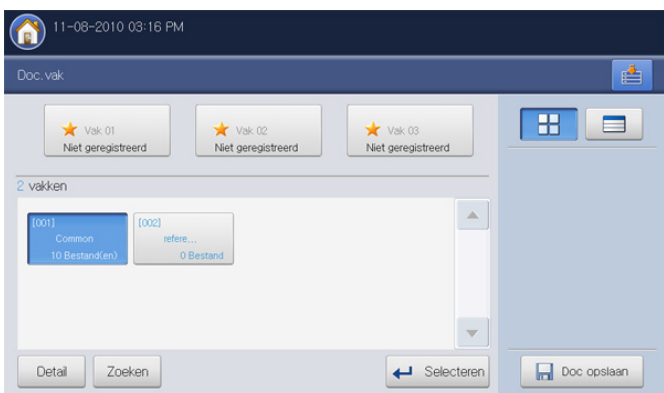 11-08-2010 03:16 PM
Doc.vak
Vak 01
Niet geregistreerd
Vak 02
Niet geregistreerd
Vak 03
Niet geregistreerd
2 vakken
[001]
Common
10 Bestand(en)
[002]
refere...
0 Bestand
Detail
Zoeken
Selecteren
Doc opslaan